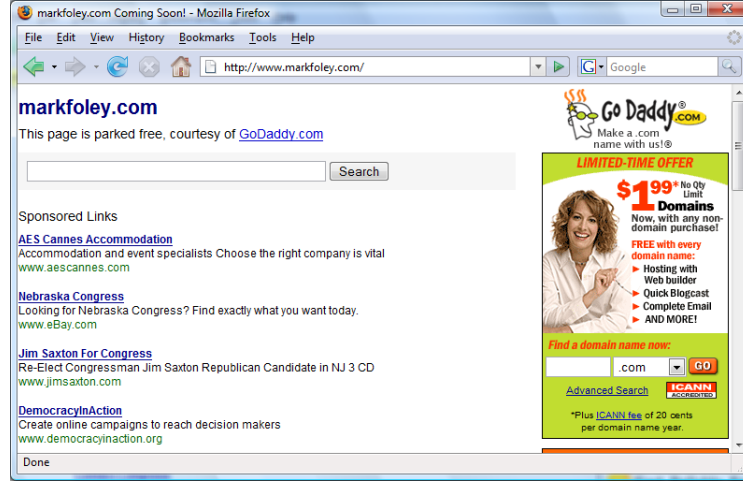 markfoley.com Coming Soon! - Mozilla Firefox
File Edit View History Bookmarks Tools Help
http://www.markfoley.com/
G Google
markfoley.com
This page is parked free, courtesy of GoDaddy.com
Search
Sponsored Links
AES Cannes Accommodation
Accommodation and event specialists Choose the right company is vital
www.aescannes.com
Nebraska Congress
Looking for Nebraska Congress? Find exactly what you want today.
www.eBay.com
Jim Saxton For Congress
Re-Elect Congressman Jim Saxton Republican Candidate in NJ 3 CD
www.jimsaxton.com
DemocracyInAction
Create online campaigns to reach decision makers
www.democracyinaction.org
Go Daddy®.COM
Make a .com
name with us!®
LIMITED-TIME OFFER
$1.99* No Qty
Limit
Domains
Now, with any non-
domain purchase!
FREE with every
domain name:
Hosting with
Web builder
Quick Blogcast
Complete Email
AND MORE!
Find a domain name now:
.com GO
Advanced Search
ICANN
ACCREDITED
*Plus ICANN fee of 20 cents
per domain name year.
Done